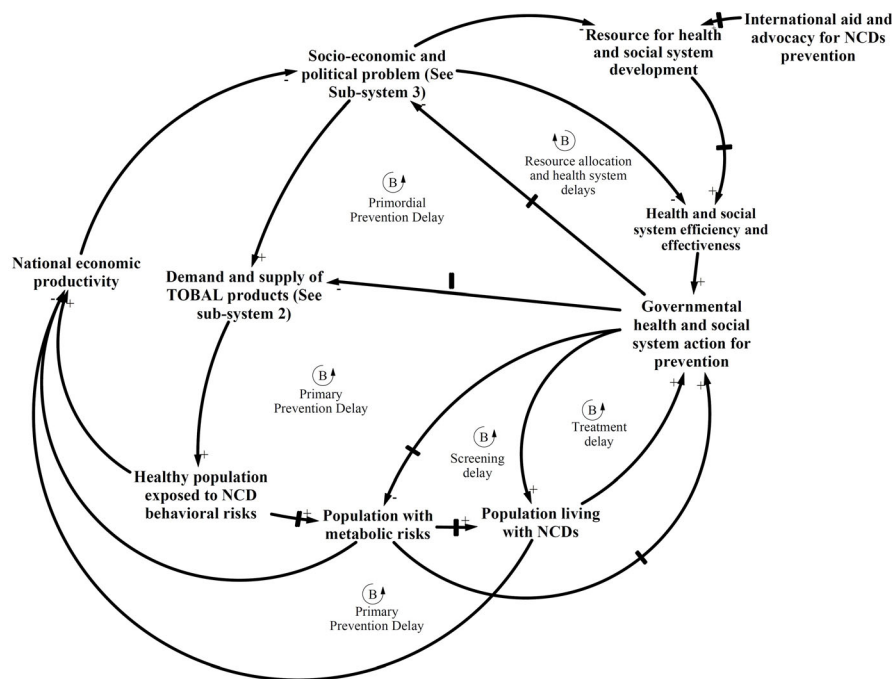 International aid and
advocacy for NCDs
prevention
Resource for health
and social system
development
Socio-economic and
political problem (See
Sub-system 3)
-
-
-
+
-
B
Resource allocation
and health system
delays
B
Primordial
Prevention Delay
+
-
Health and social
system efficiency and
effectiveness
National economic
productivity
-
+
+
Demand and supply of
TOBAL products (See
sub-system 2)
-
+
Governmental
health and social
system action for
prevention
+
+
B
Primary
Prevention Delay
B
Treatment
delay
B
Screening
delay
+
Healthy population
exposed to NCD
behavioral risks
+
-
Population with
metabolic risks
+
+
Population living
with NCDs
B
Primary
Prevention Delay